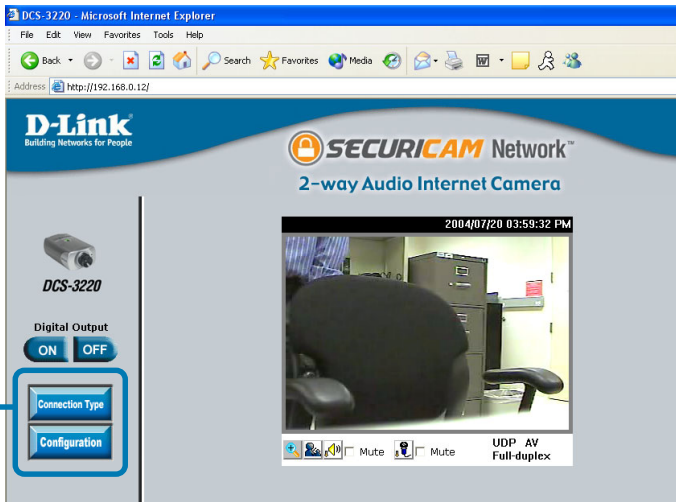 DCS-3220 - Microsoft Internet Explorer
File Edit View Favorites Tools Help
Back Search Favorites Media
Address http://192.168.0.12/
D-Link®
Building Networks for People
SECURICAM Network™
2-way Audio Internet Camera
2004/07/20 03:59:32 PM
DCS-3220
Digital Output
ON OFF
Connection Type
Configuration
Mute Mute
UDP AV
Full-duplex